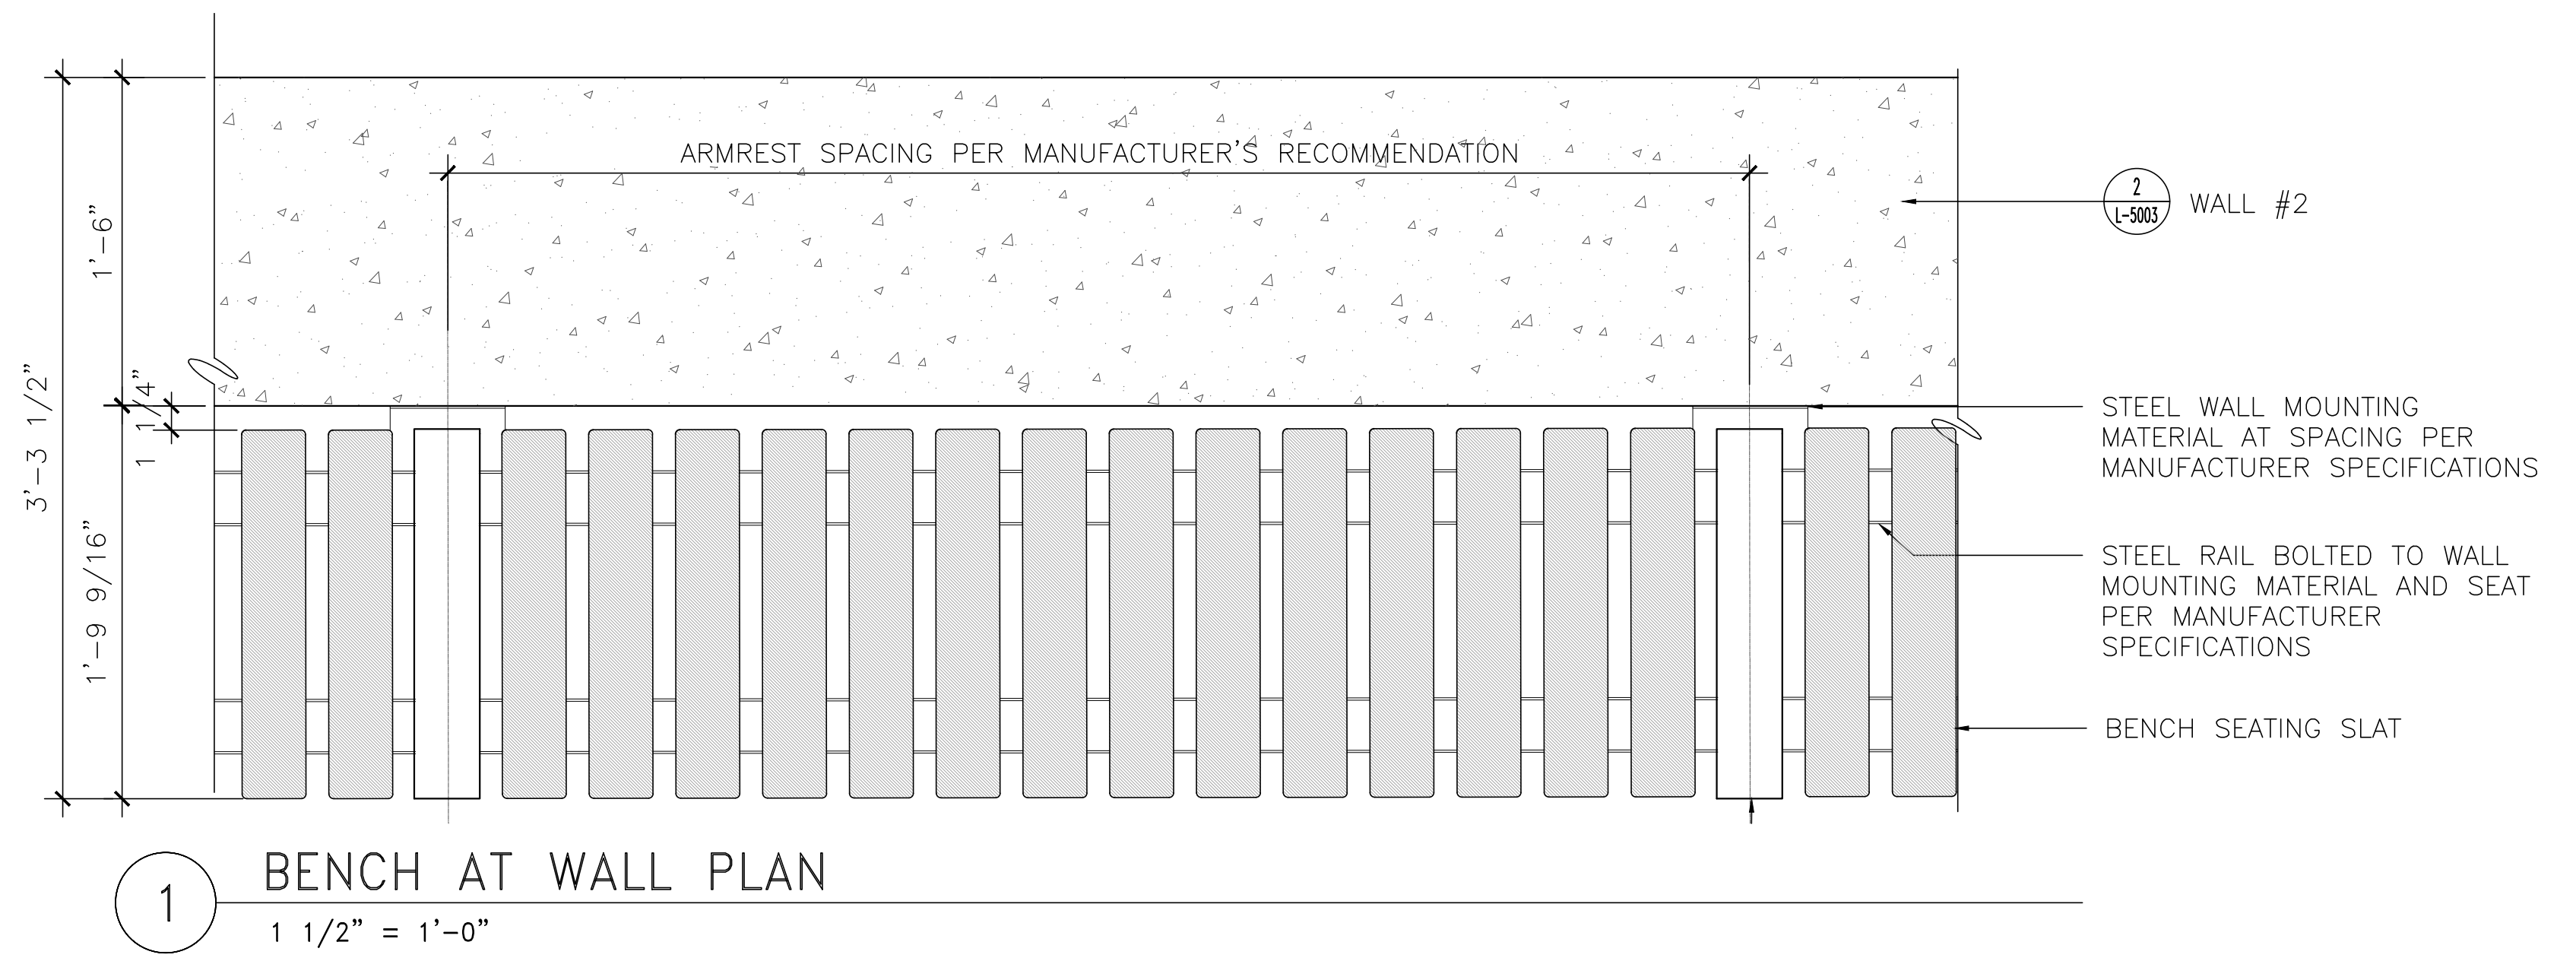 ARMREST SPACING PER MANUFACTURER'S RECOMMENDATION
2
L-5003
WALL #2
1'-6"
3'-3 1/2"
1 1/4"
1'-9 9/16"
STEEL WALL MOUNTING
MATERIAL AT SPACING PER
MANUFACTURER SPECIFICATIONS
STEEL RAIL BOLTED TO WALL
MOUNTING MATERIAL AND SEAT
PER MANUFACTURER
SPECIFICATIONS
BENCH SEATING SLAT
1
BENCH AT WALL PLAN
1 1/2" = 1'-0"